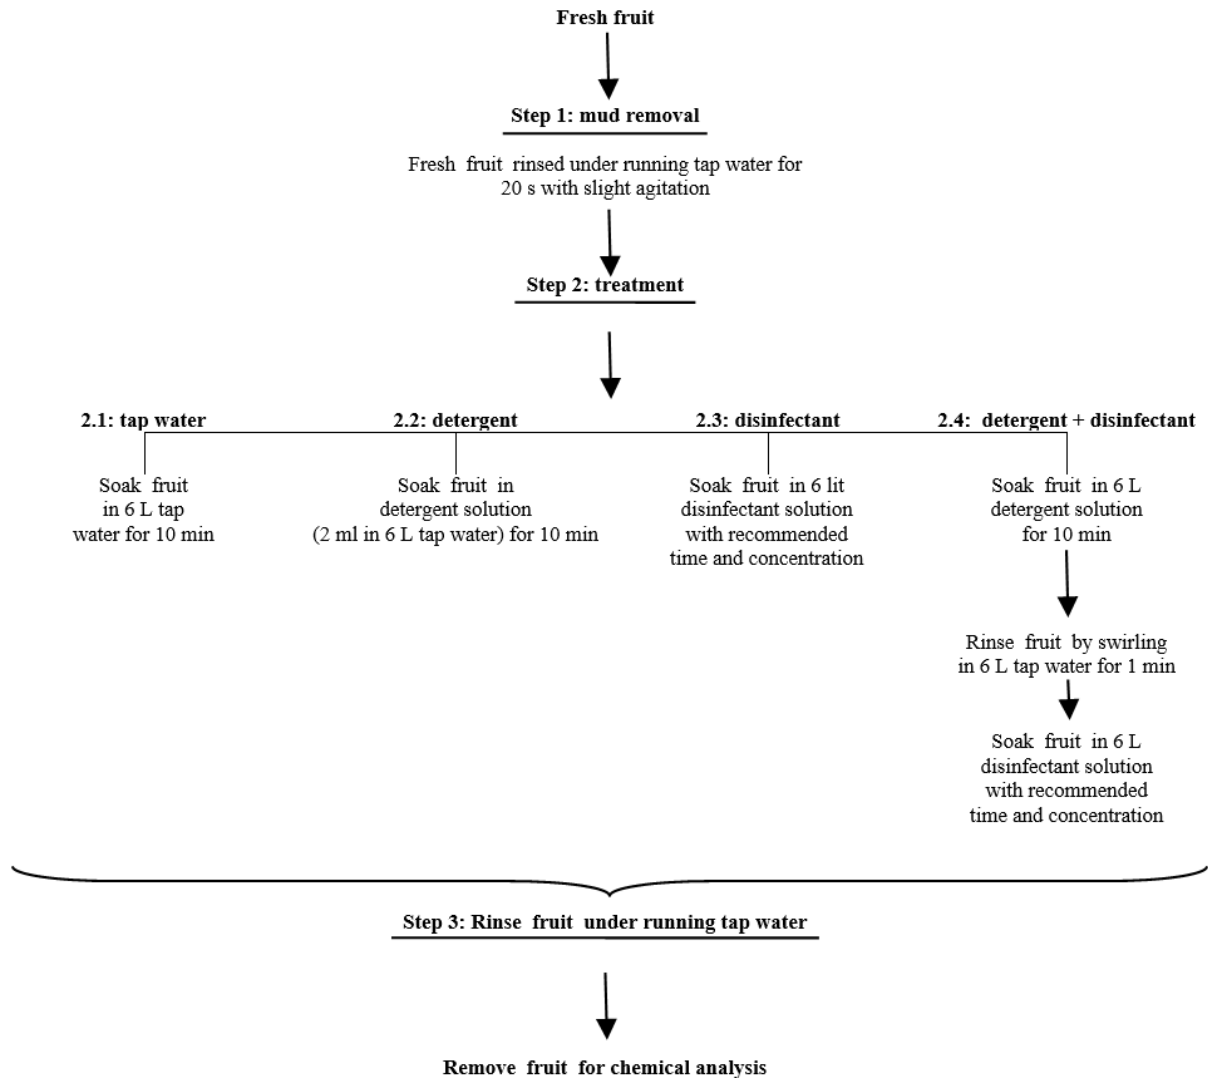 Fresh fruit
Step 1: mud removal
Fresh fruit rinsed under running tap water for
20 s with slight agitation
Step 2: treatment
2.1: tap water
Soak fruit
in 6 L tap
water for 10 min
2.2: detergent
Soak fruit in
detergent solution
(2 ml in 6 L tap water) for 10 min
2.3: disinfectant
Soak fruit in 6 lit
disinfectant solution
with recommended
time and concentration
2.4: detergent + disinfectant
Soak fruit in 6 L
detergent solution
for 10 min
Rinse fruit by swirling
in 6 L tap water for 1 min
Soak fruit in 6 L
disinfectant solution
with recommended
time and concentration
Step 3: Rinse fruit under running tap water
Remove fruit for chemical analysis